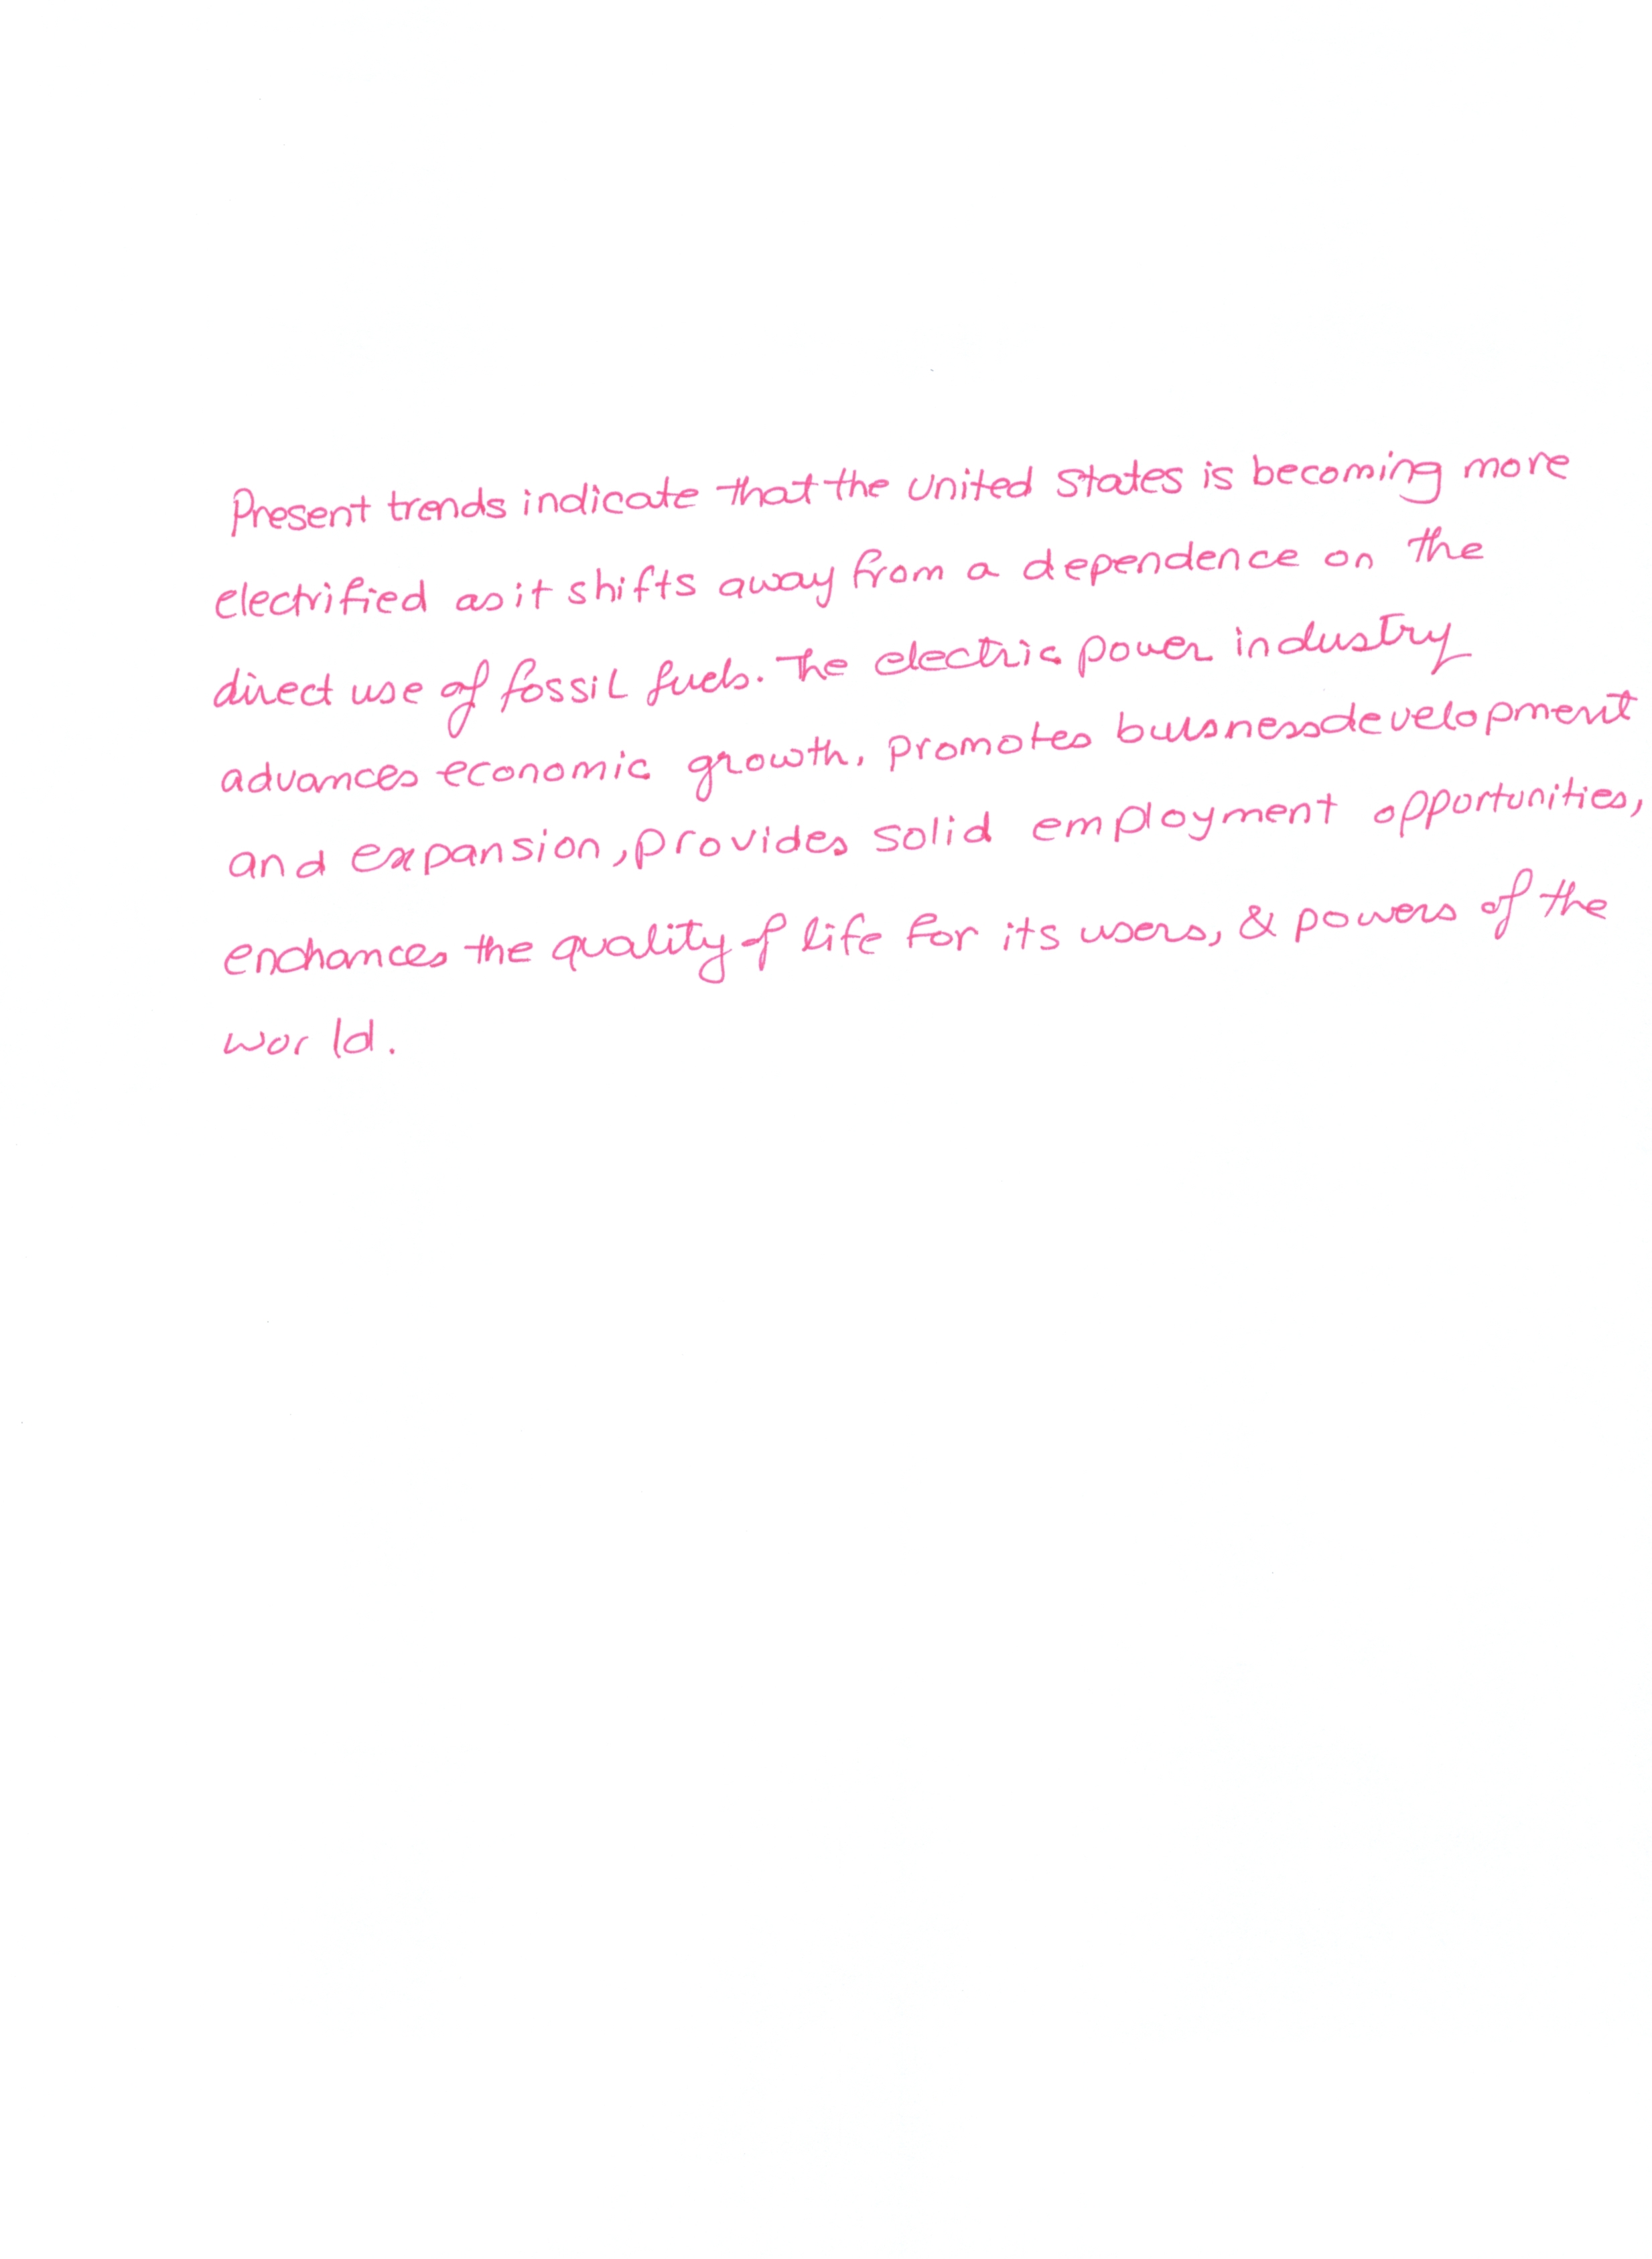 Present trends indicate that the united states is becoming more
electrified as it shifts away from a dependence on the
direct use of fossil fuels. The electric power industry
advances economic growth, promotes buisnessdevelopment
and expansion, provides solid employment opportunities,
enchances the quality of life for its users, & powers of the
world.